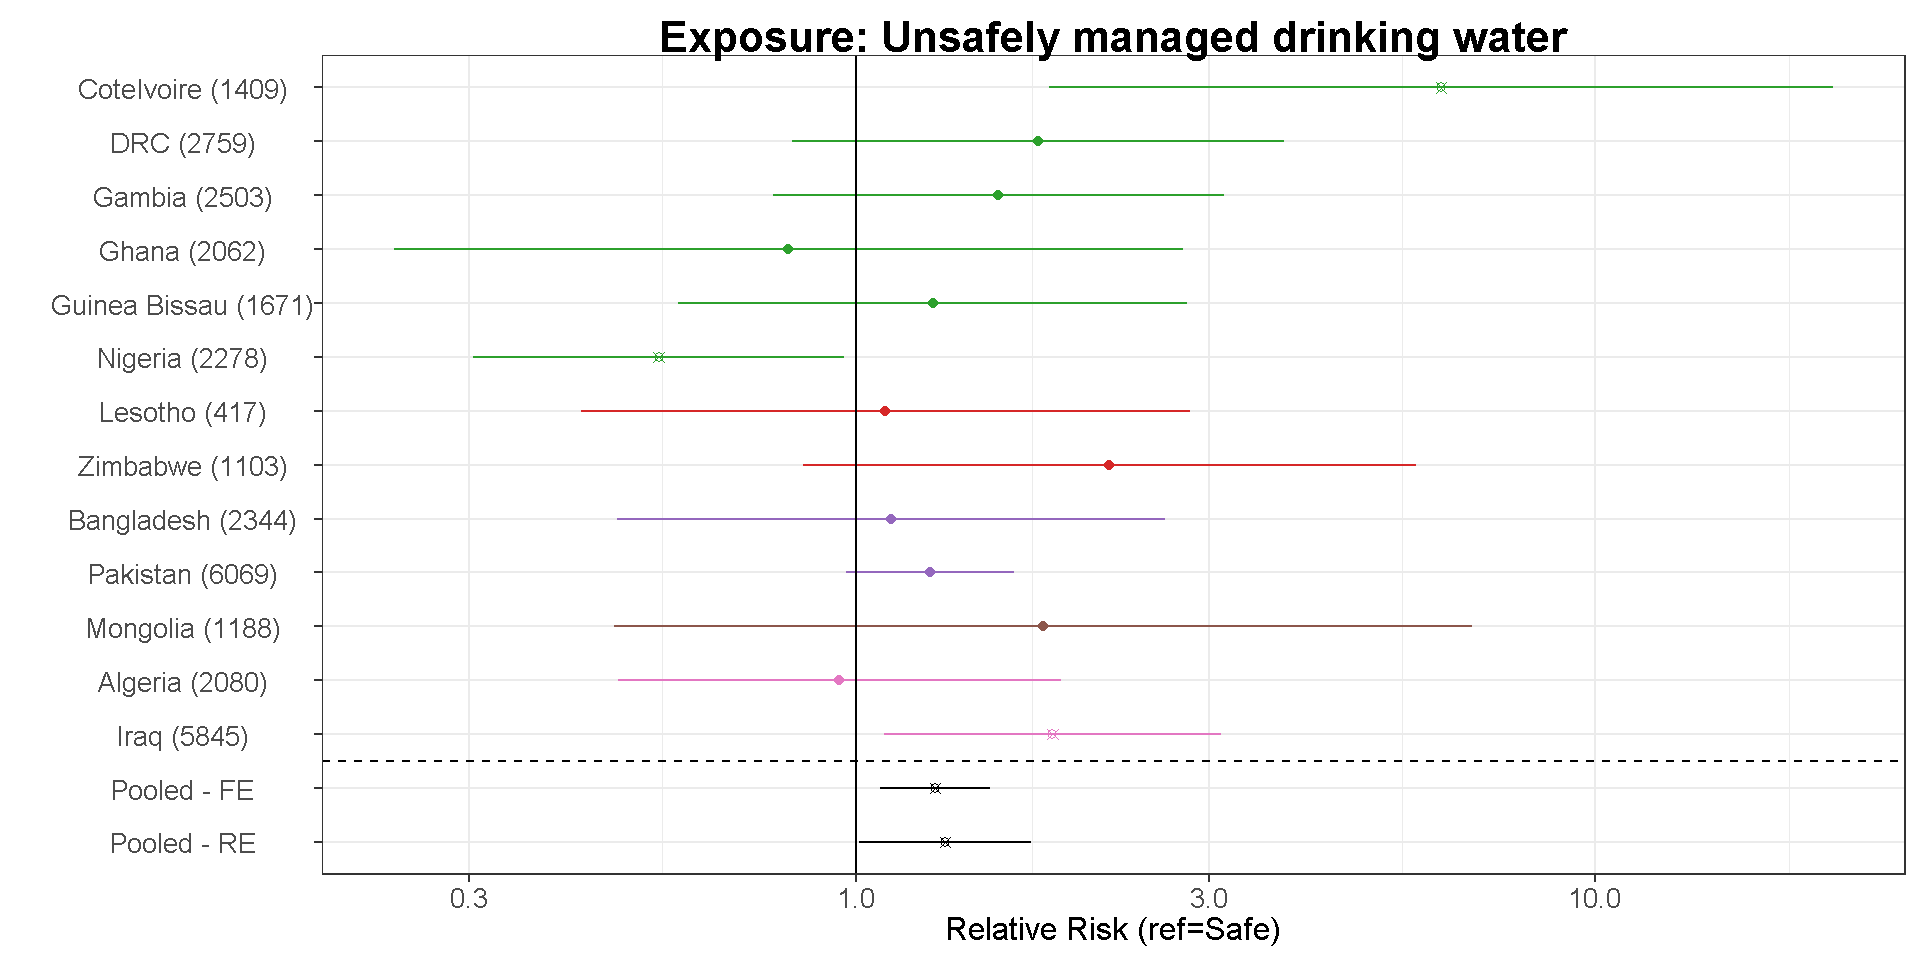 Exposure: Unsafely managed drinking water
CoteIvoire (1409)
DRC (2759)
Gambia (2503)
Ghana (2062)
Guinea Bissau (1671)
Nigeria (2278)
Lesotho (417)
Zimbabwe (1103)
Bangladesh (2344)
Pakistan (6069)
Mongolia (1188)
Algeria (2080)
Iraq (5845)
Pooled - FE
Pooled - RE
0.3 1.0 3.0 10.0
Relative Risk (ref=Safe)